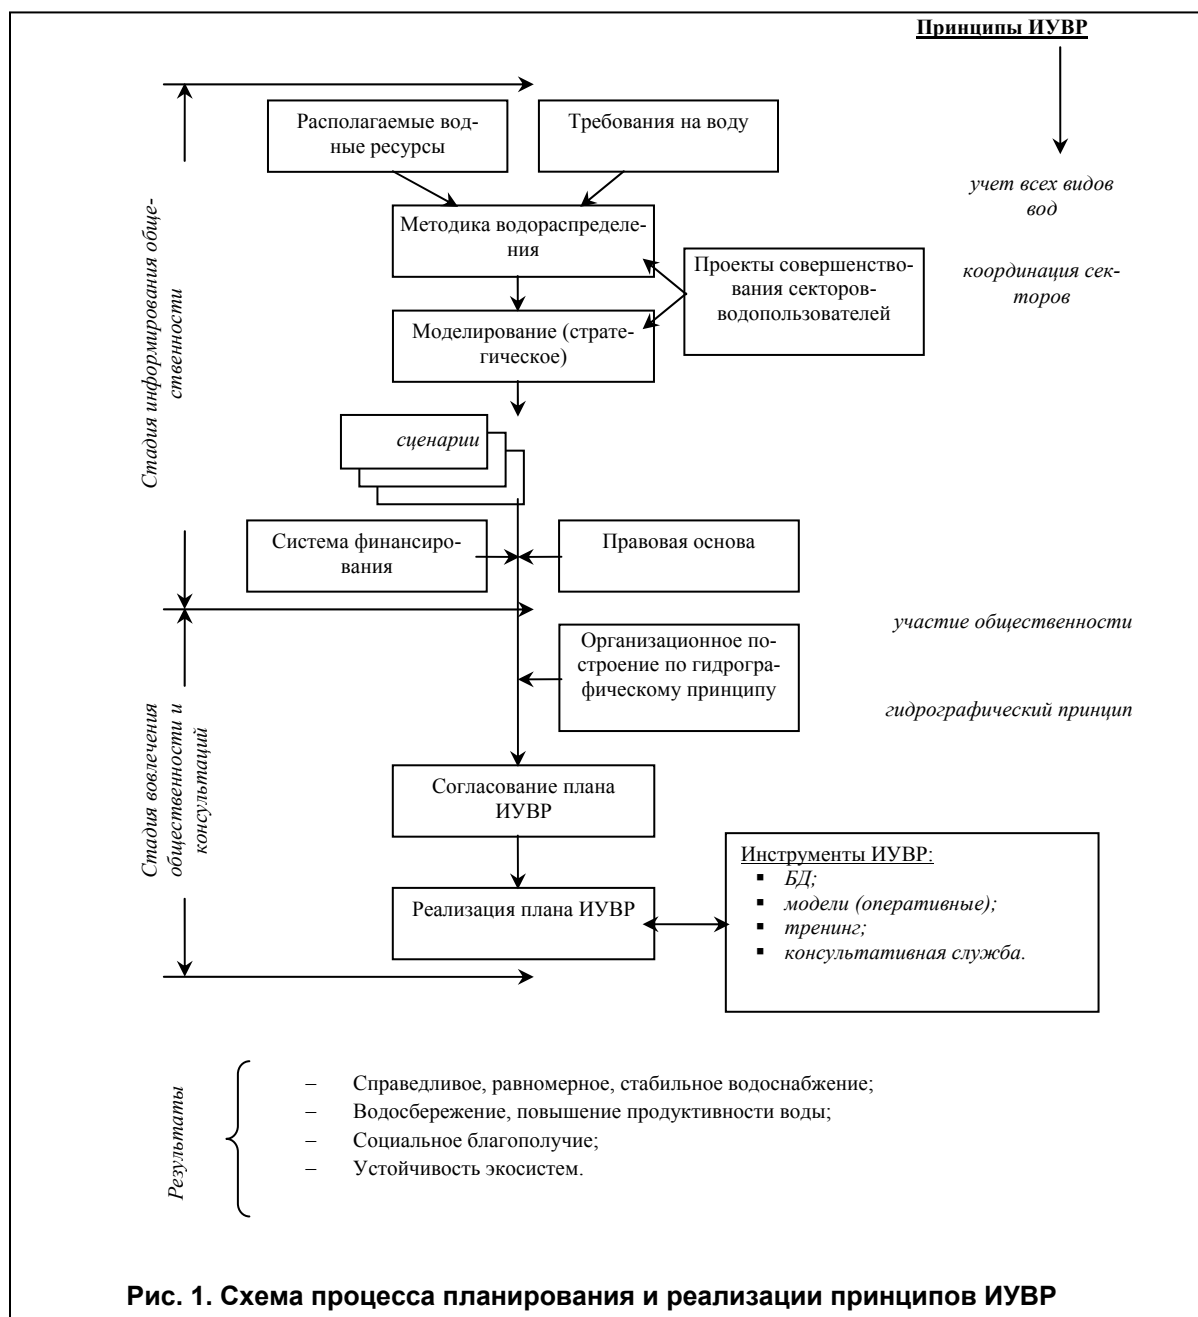 Принципы ИУВР
Располагаемые вод-
ные ресурсы
Требования на воду
учет всех видов
вод
Методика водораспределе-
ния
Проекты совершенство-
вания секторов-
водопользователей
координация сек-
торов
Моделирование (страте-
гическое)
Стадия информирования обще-
ственности
сценарии
Система финансиро-
вания
Правовая основа
участие общественности
Организационное по-
строение по гидрогра-
фическому принципу
гидрографический принцип
Стадия вовлечения
общественности и
консультаций
Согласование плана
ИУВР
Реализация плана ИУВР
Инструменты ИУВР:
▪ БД;
▪ модели (оперативные);
▪ тренинг;
▪ консультативная служба.
Результаты
– Справедливое, равномерное, стабильное водоснабжение;
– Водосбережение, повышение продуктивности воды;
– Социальное благополучие;
– Устойчивость экосистем.
Рис. 1. Схема процесса планирования и реализации принципов ИУВР